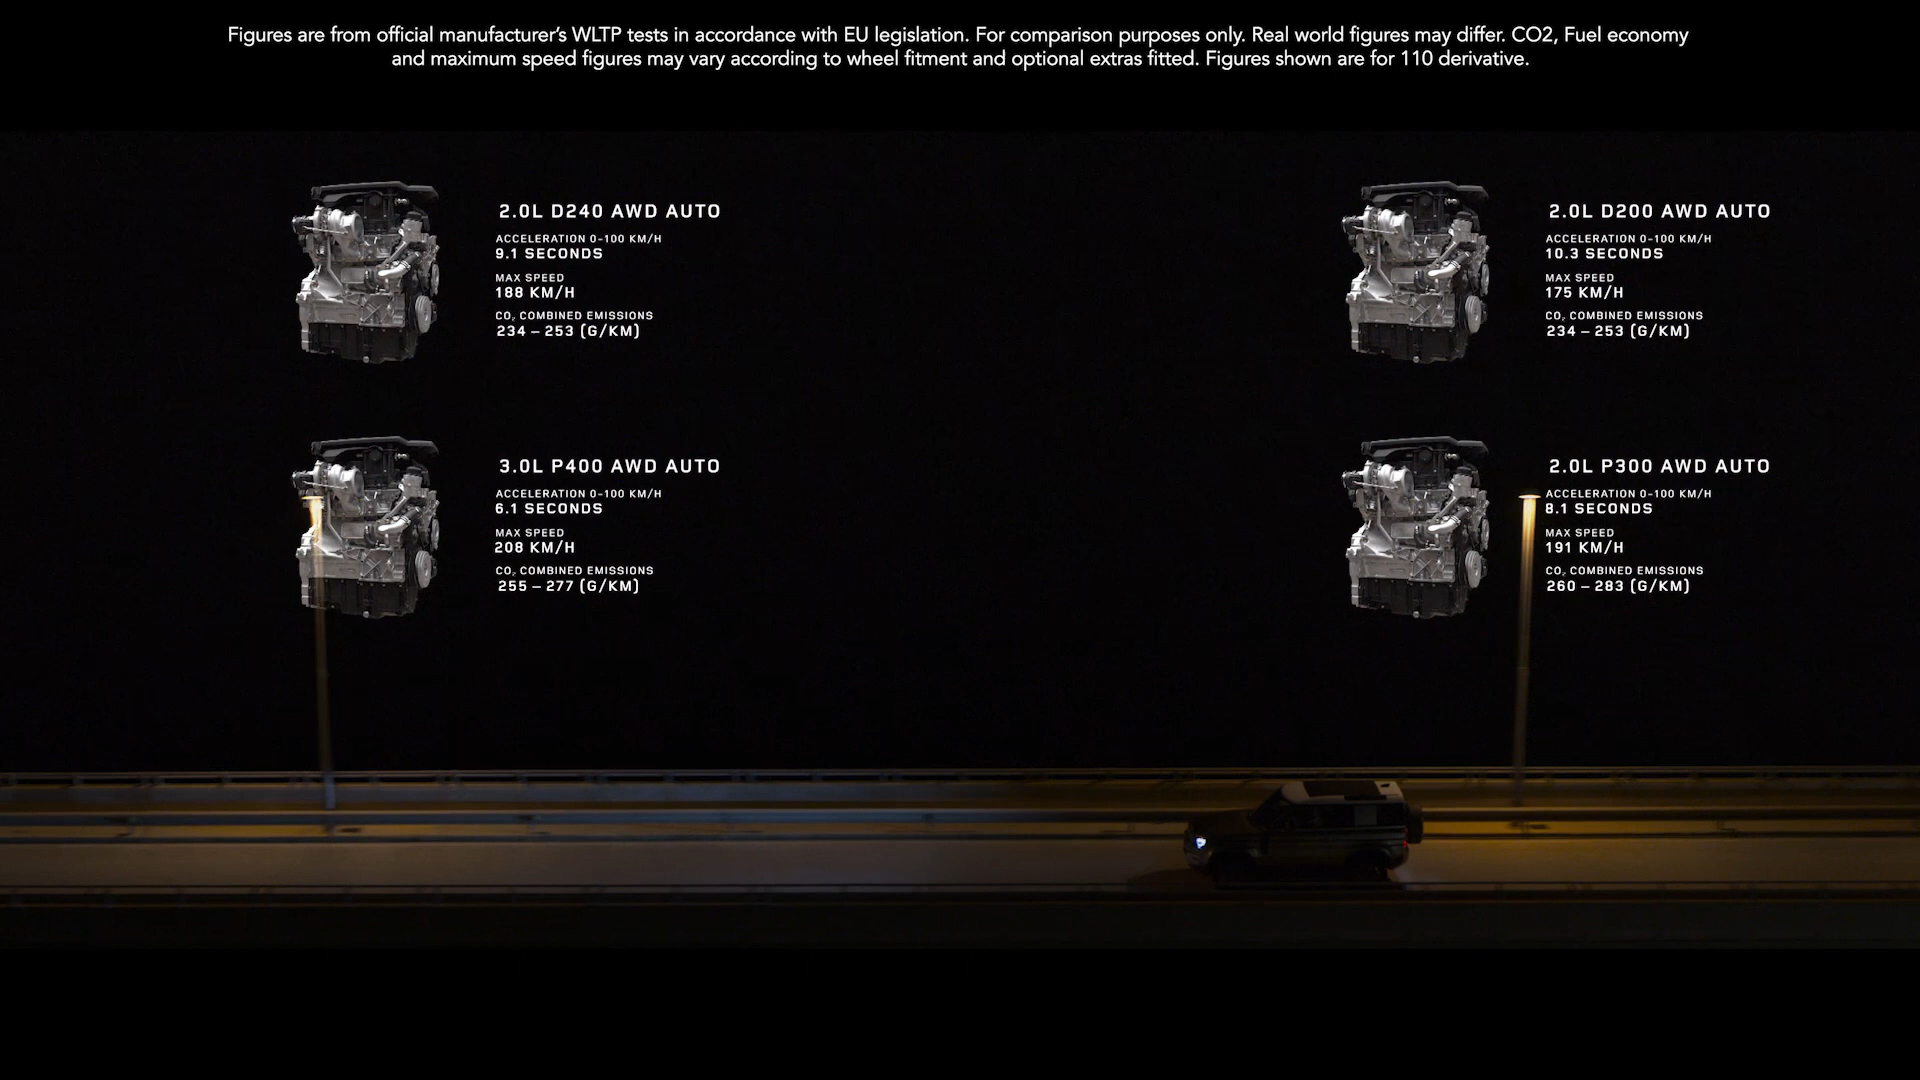 Figures are from official manufacturer's WLTP tests in accordance with EU legislation. For comparison purposes only. Real world figures may differ. CO2, Fuel economy
and maximum speed figures may vary according to wheel fitment and optional extras fitted. Figures shown are for 110 derivative.
2.0L D240 AWD AUTO
ACCELERATION 0-100 KM/H
9.1 SECONDS
MAX SPEED
188 KM/H
CO₂ COMBINED EMISSIONS
234 – 253 (G/KM)
2.0L D200 AWD AUTO
ACCELERATION 0-100 KM/H
10.3 SECONDS
MAX SPEED
175 KM/H
CO₂ COMBINED EMISSIONS
234 – 253 (G/KM)
3.0L P400 AWD AUTO
ACCELERATION 0-100 KM/H
6.1 SECONDS
MAX SPEED
208 KM/H
CO₂ COMBINED EMISSIONS
255 – 277 (G/KM)
2.0L P300 AWD AUTO
ACCELERATION 0-100 KM/H
8.1 SECONDS
MAX SPEED
191 KM/H
CO₂ COMBINED EMISSIONS
260 – 283 (G/KM)